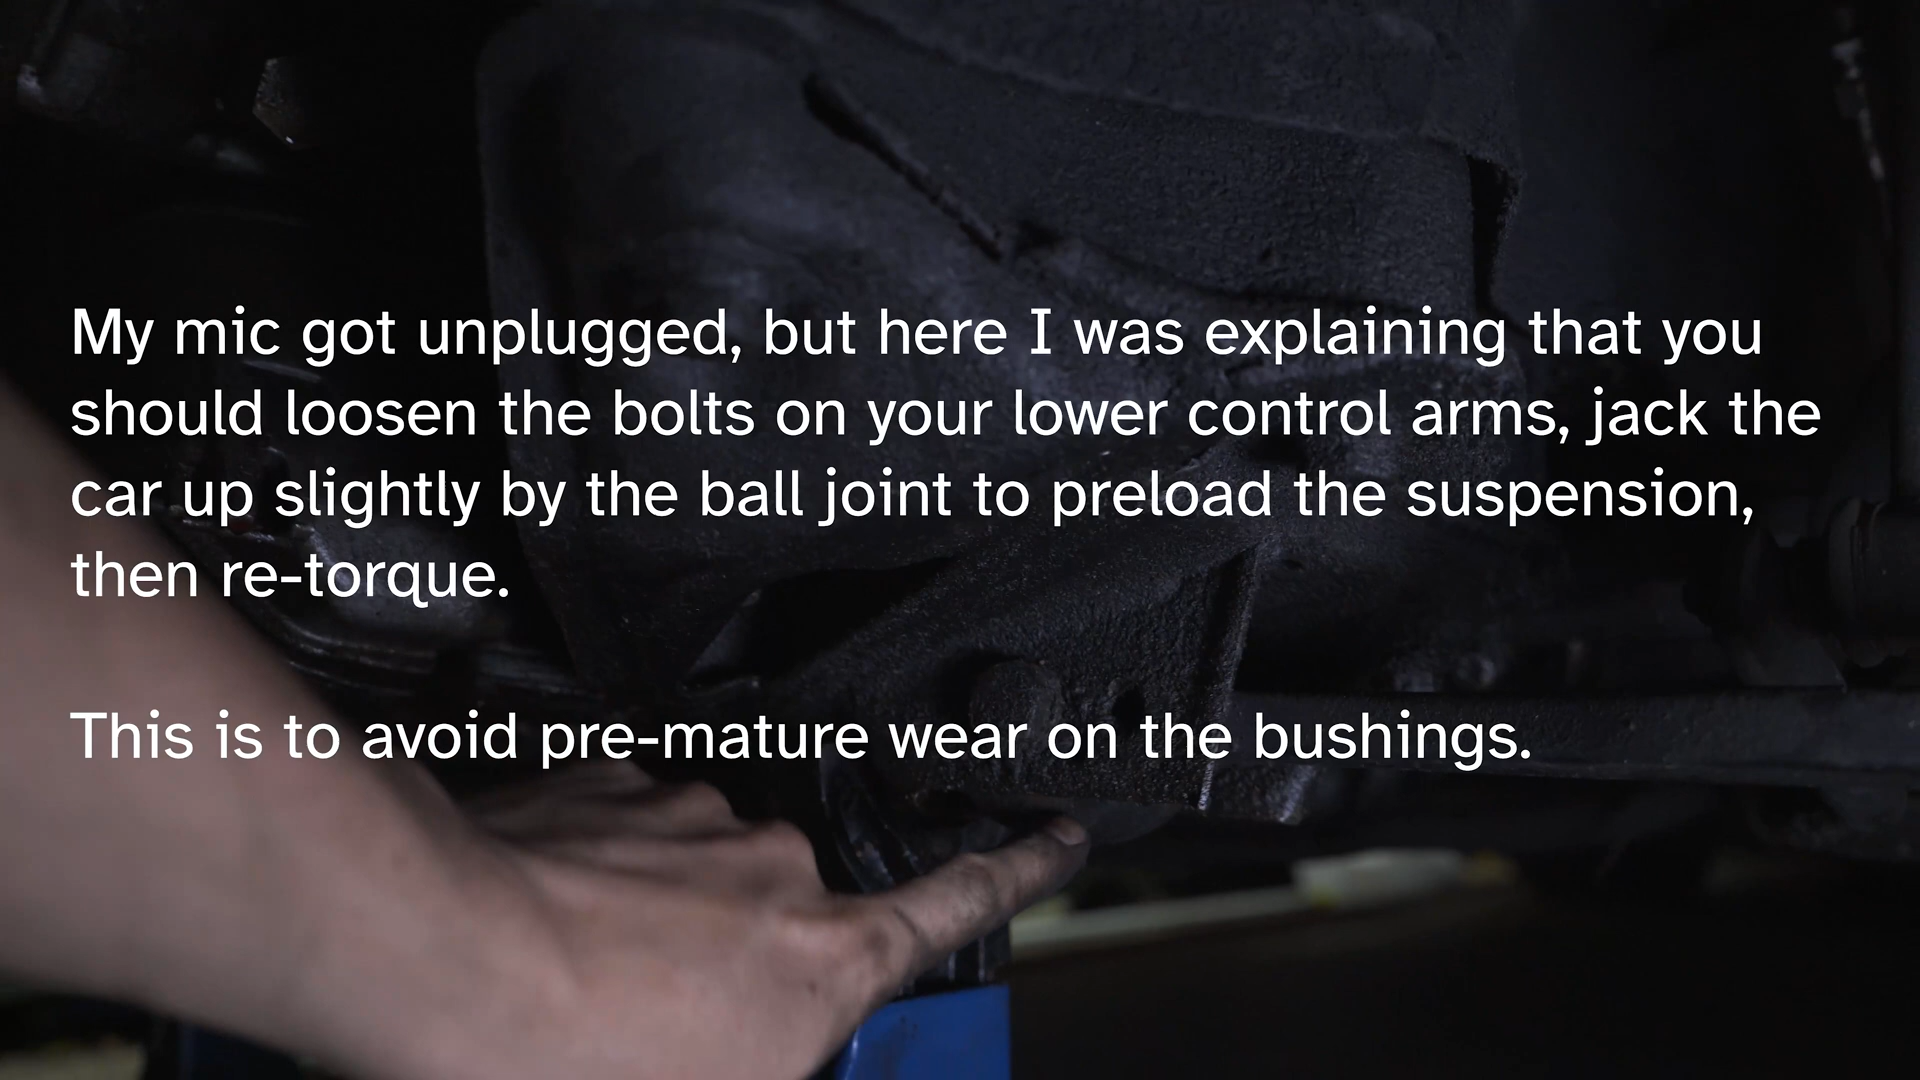 My mic got unplugged, but here I was explaining that you
should loosen the bolts on your lower control arms, jack the
car up slightly by the ball joint to preload the suspension,
then re-torque.
This is to avoid pre-mature wear on the bushings.